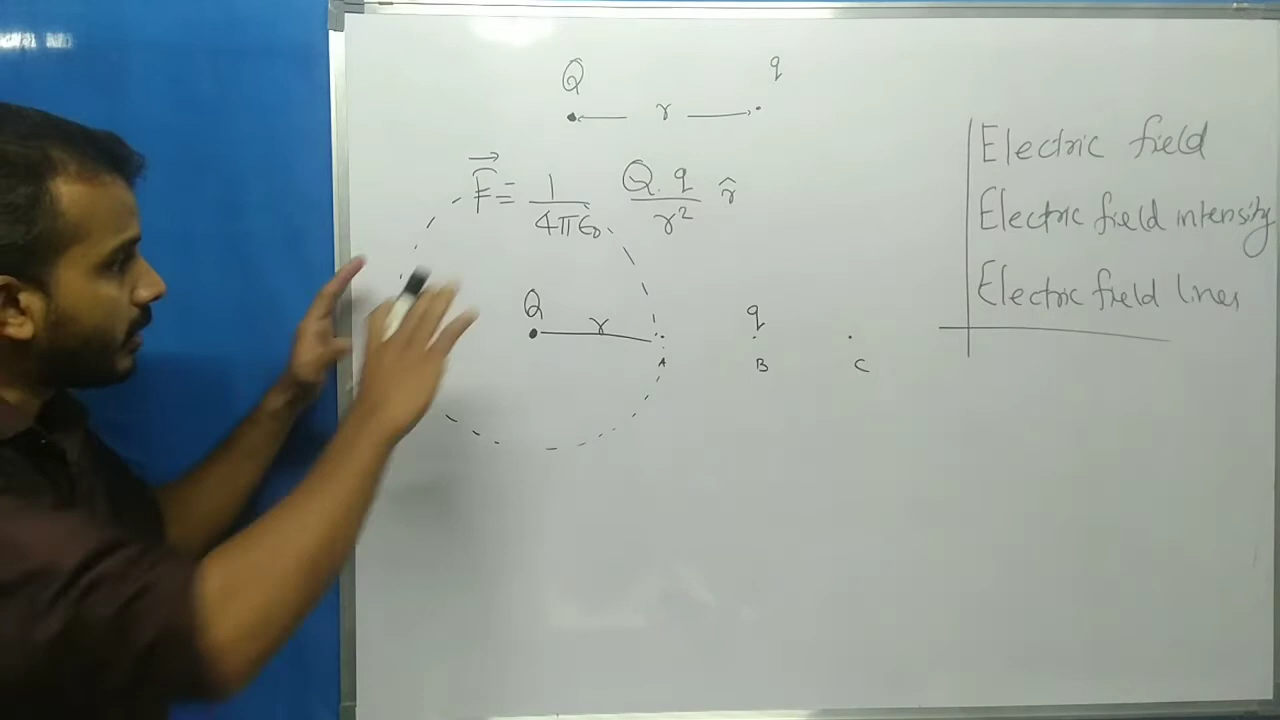 Q q
r
F = 1/4πε₀ Q.q/r² r̂
Q r q
A B C
Electric field
Electric field intensity
Electric field lines